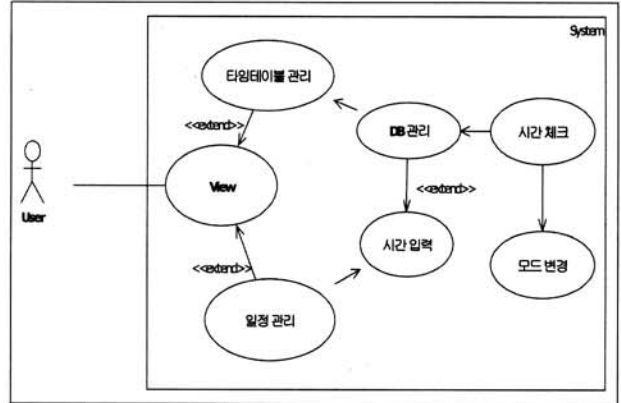 System
타임테이블 관리
<<extend>>
DB 관리
시간 체크
View
<<extend>>
User
시간 입력
모드 변경
<<extend>>
일정 관리